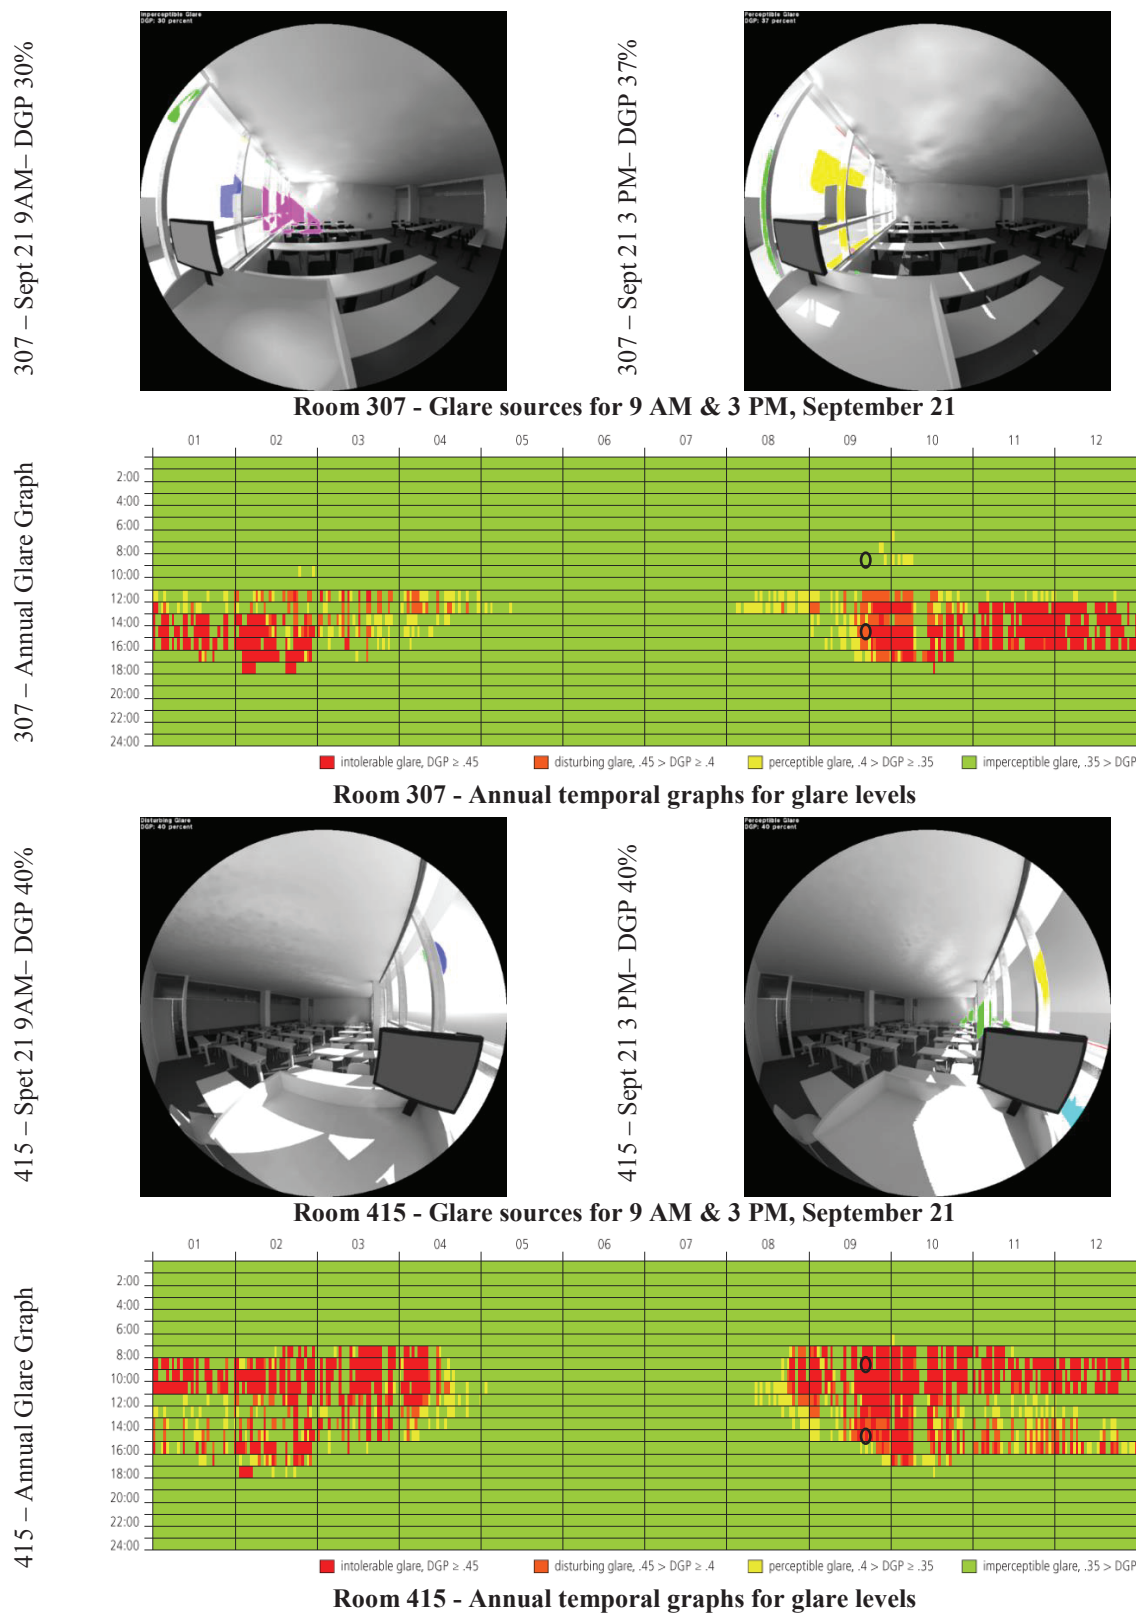 307 – Sept 21 9AM– DGP 30%
Imperceptible Glare
DGP: 30 percent
307 – Sept 21 3 PM– DGP 37%
Perceptible Glare
DGP: 37 percent
Room 307 - Glare sources for 9 AM & 3 PM, September 21
307 – Annual Glare Graph
01 02 03 04 05 06 07 08 09 10 11 12
2:00
4:00
6:00
8:00
10:00
12:00
14:00
16:00
18:00
20:00
22:00
24:00
intolerable glare, DGP ≥ .45 disturbing glare, .45 > DGP ≥ .4 perceptible glare, .4 > DGP ≥ .35 imperceptible glare, .35 > DGP
Room 307 - Annual temporal graphs for glare levels
415 – Spet 21 9AM– DGP 40%
Disturbing Glare
DGP: 40 percent
415 – Sept 21 3 PM– DGP 40%
Perceptible Glare
DGP: 40 percent
Room 415 - Glare sources for 9 AM & 3 PM, September 21
415 – Annual Glare Graph
01 02 03 04 05 06 07 08 09 10 11 12
2:00
4:00
6:00
8:00
10:00
12:00
14:00
16:00
18:00
20:00
22:00
24:00
intolerable glare, DGP ≥ .45 disturbing glare, .45 > DGP ≥ .4 perceptible glare, .4 > DGP ≥ .35 imperceptible glare, .35 > DGP
Room 415 - Annual temporal graphs for glare levels